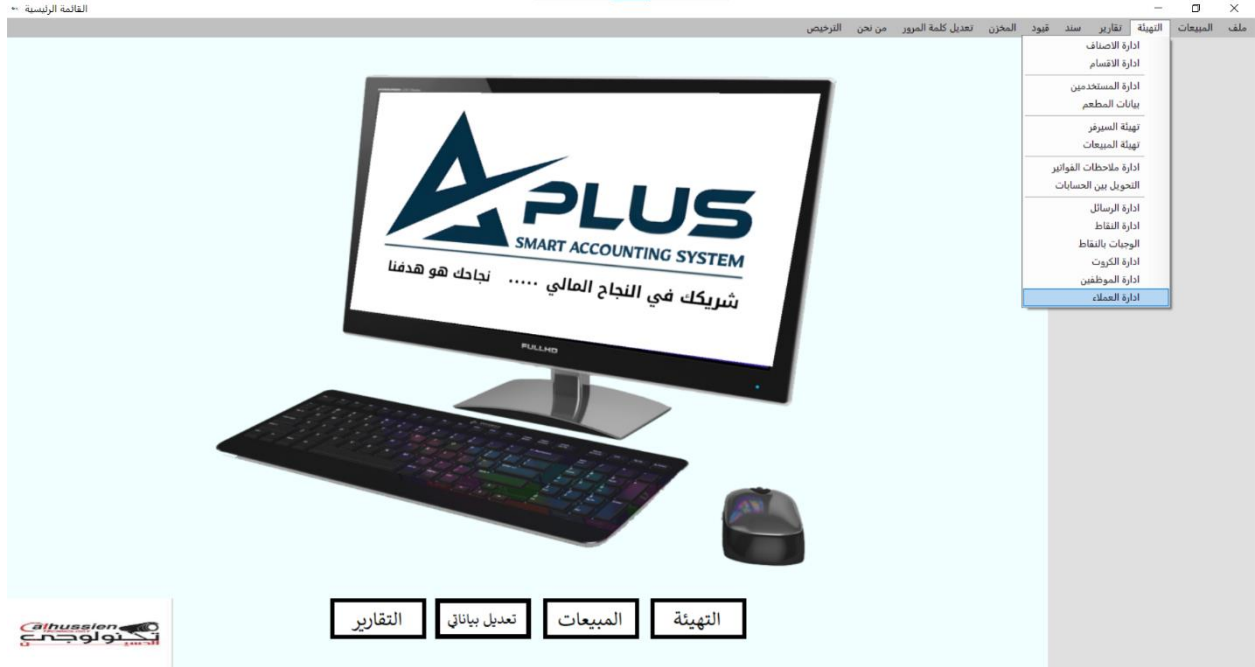 القائمة الرئيسية
ملف المبيعات التهيئة تقارير سند قيود المخزن تعديل كلمة المرور من نحن الترخيص
ادارة الاصناف
ادارة الاقسام
ادارة المستخدمين
بيانات المطعم
تهيئة السيرفر
تهيئة المبيعات
ادارة ملاحظات الفواتير
التحويل بين الحسابات
ادارة الرسائل
ادارة النقاط
الوجبات بالنقاط
ادارة الكروت
ادارة الموظفين
ادارة العملاء
PLUS
SMART ACCOUNTING SYSTEM
شريكك في النجاح المالي ..... نجاحك هو هدفنا
FULLHD
التهيئة المبيعات تعديل بياناتي التقارير
alhussien
تكنولوجي
الحسين